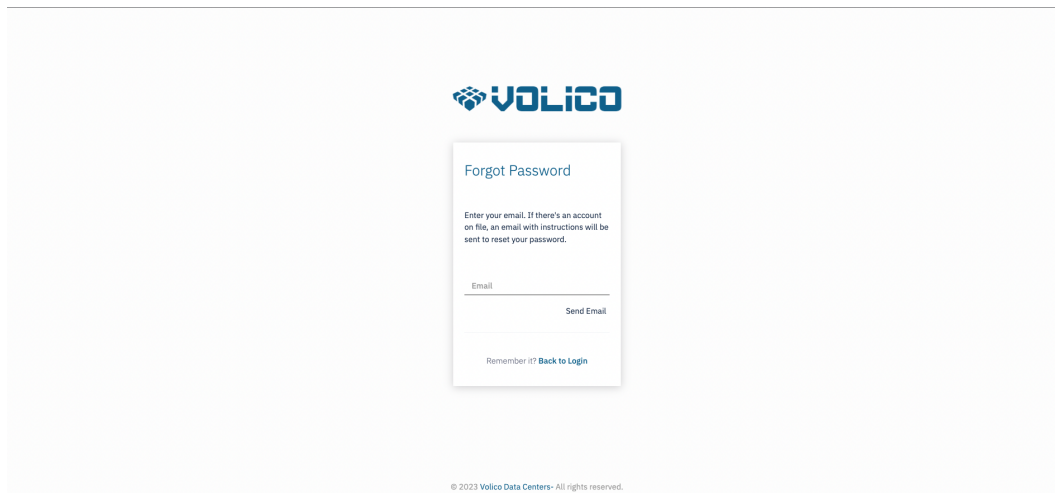 VOLICO
Forgot Password
Enter your email. If there's an account
on file, an email with instructions will be
sent to reset your password.
Email
Send Email
Remember it? Back to Login
© 2023 Volico Data Centers- All rights reserved.